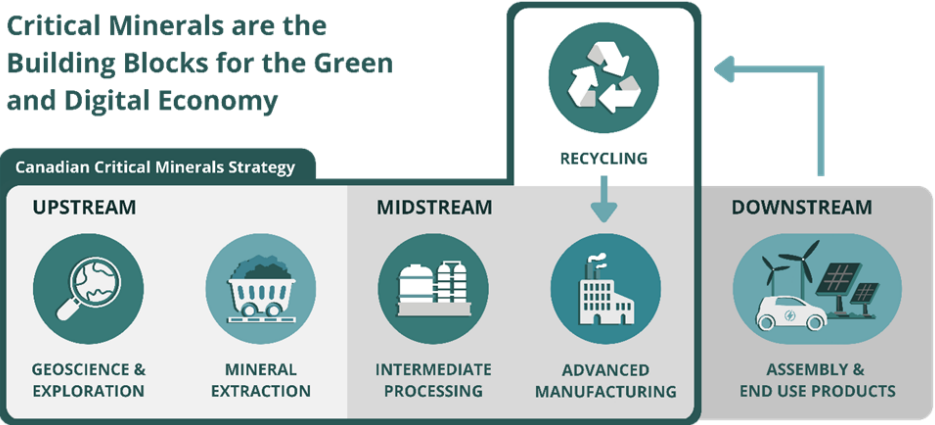 Critical Minerals are the
Building Blocks for the Green
and Digital Economy
RECYCLING
Canadian Critical Minerals Strategy
UPSTREAM
MIDSTREAM
DOWNSTREAM
GEOSCIENCE &
EXPLORATION
MINERAL
EXTRACTION
INTERMEDIATE
PROCESSING
ADVANCED
MANUFACTURING
ASSEMBLY &
END USE PRODUCTS